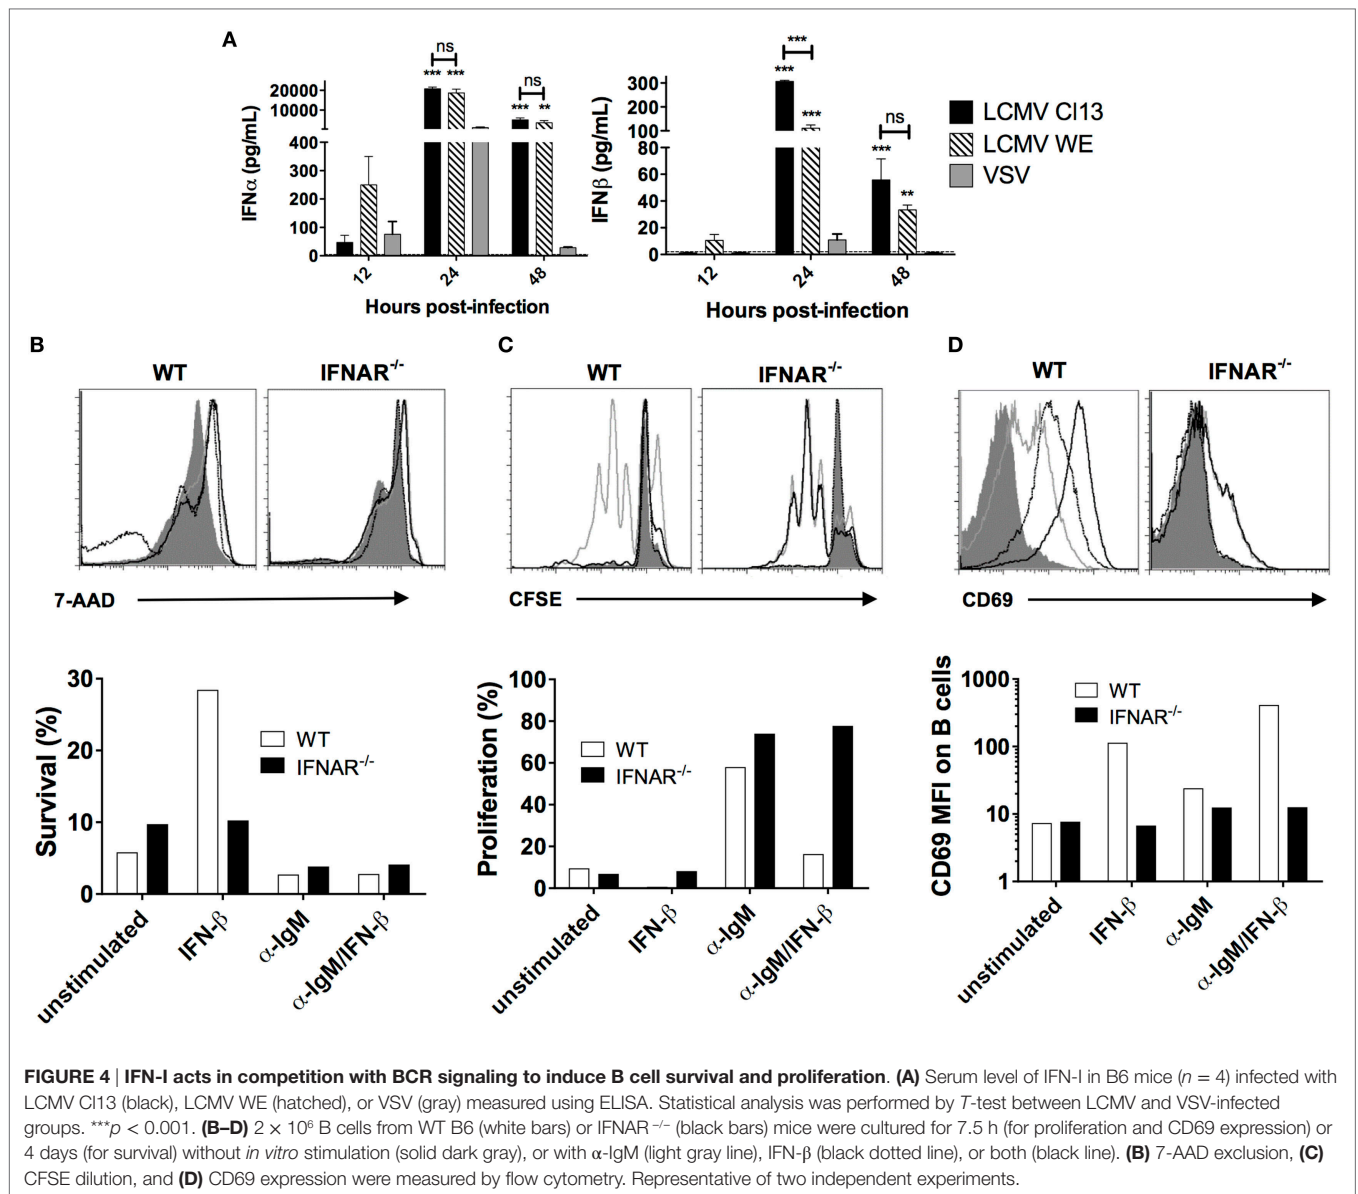 A
IFNα (pg/mL)
20000
10000
400
300
200
100
0
ns
*** ***
ns
*** **
12
24
48
Hours post-infection
IFNβ (pg/mL)
300
200
100
80
60
40
20
0
***
***
***
ns
***
**
12
24
48
Hours post-infection
LCMV Cl13
LCMV WE
VSV
B
WT
IFNAR-/-
7-AAD
C
WT
IFNAR-/-
CFSE
D
WT
IFNAR-/-
CD69
Survival (%)
30
20
10
0
WT
IFNAR-/-
unstimulated
IFN-β
α-IgM
α-IgM/IFN-β
Proliferation (%)
100
80
60
40
20
0
WT
IFNAR-/-
unstimulated
IFN-β
α-IgM
α-IgM/IFN-β
CD69 MFI on B cells
1000
100
10
1
WT
IFNAR-/-
unstimulated
IFN-β
α-IgM
α-IgM/IFN-β
FIGURE 4 | IFN-I acts in competition with BCR signaling to induce B cell survival and proliferation. (A) Serum level of IFN-I in B6 mice (n = 4) infected with
LCMV Cl13 (black), LCMV WE (hatched), or VSV (gray) measured using ELISA. Statistical analysis was performed by T-test between LCMV and VSV-infected
groups. ***p < 0.001. (B–D) 2 × 10⁶ B cells from WT B6 (white bars) or IFNAR −/− (black bars) mice were cultured for 7.5 h (for proliferation and CD69 expression) or
4 days (for survival) without in vitro stimulation (solid dark gray), or with α-IgM (light gray line), IFN-β (black dotted line), or both (black line). (B) 7-AAD exclusion, (C)
CFSE dilution, and (D) CD69 expression were measured by flow cytometry. Representative of two independent experiments.